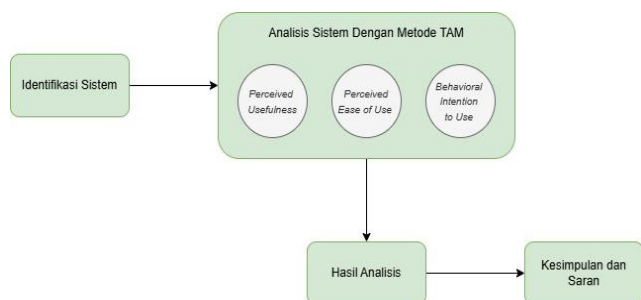 Analisis Sistem Dengan Metode TAM
Identifikasi Sistem
Perceived
Usefulness
Perceived
Ease of Use
Behavioral
Intention
to Use
Hasil Analisis
Kesimpulan dan
Saran